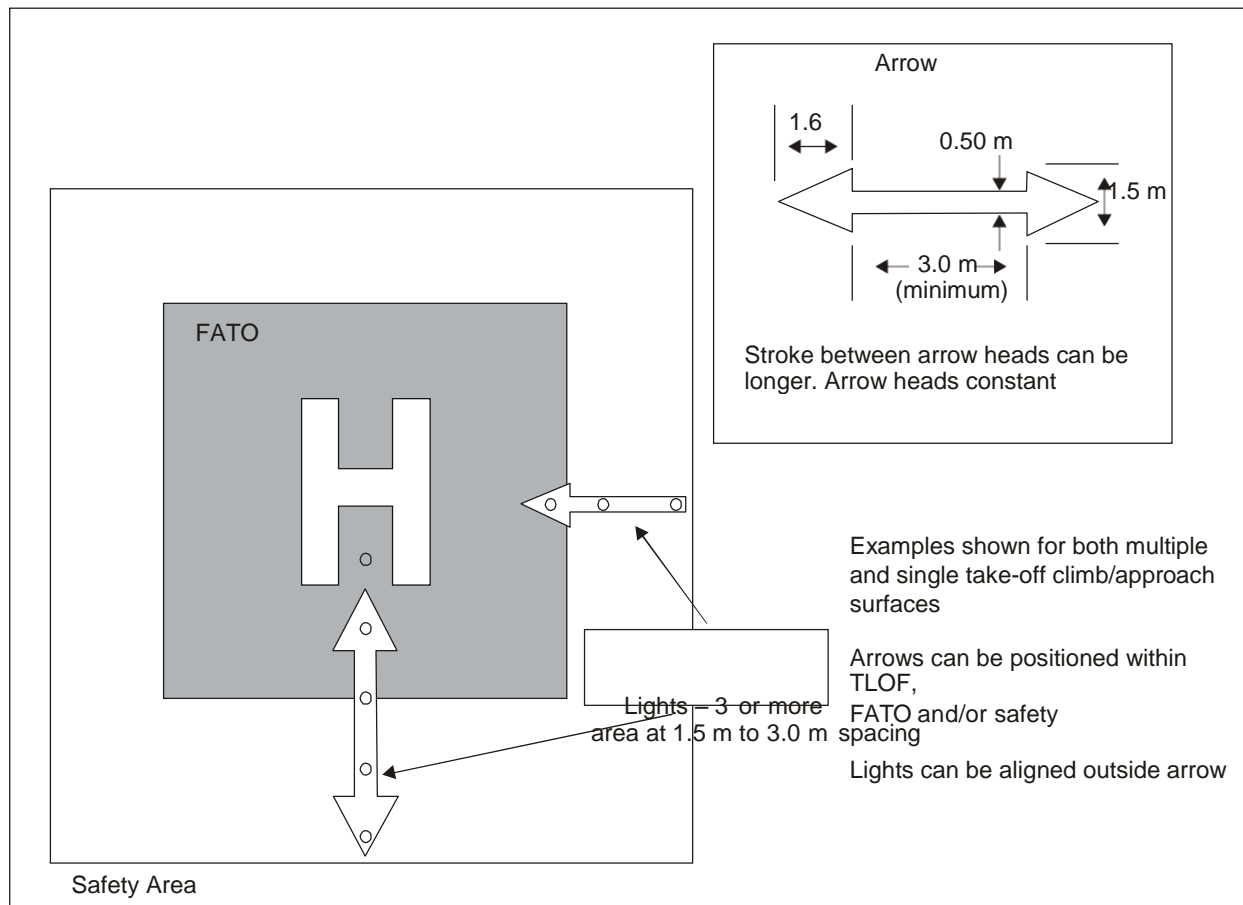 Arrow
1.6
0.50 m
1.5 m
3.0 m
(minimum)
Stroke between arrow heads can be
longer. Arrow heads constant
FATO
H
Examples shown for both multiple
and single take-off climb/approach
surfaces
Arrows can be positioned within
TLOF,
FATO and/or safety
Lights – 3 or more
area at 1.5 m to 3.0 m spacing
Lights can be aligned outside arrow
Safety Area